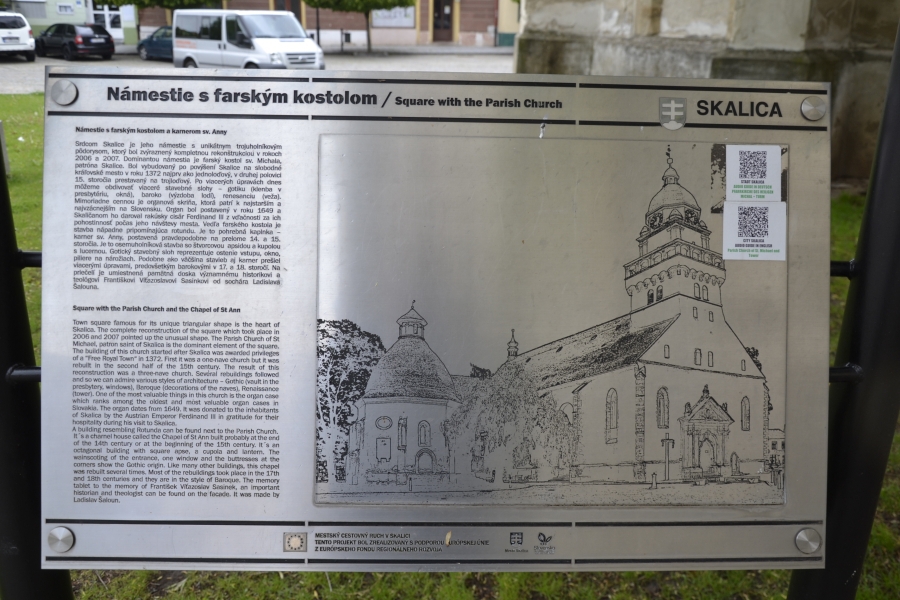 Námestie s farským kostolom / Square with the Parish Church
SKALICA
Námestie s farským kostolom a karnerom sv. Anny
Srdcom Skalice je jeho námestie s unikátnym trojuholníkovým
pôdorysom, ktorý bol zvýraznený kompletnou rekonštrukciou v rokoch
2006 a 2007. Dominantou námestia je farský kostol sv. Michala,
patróna Skalice. Bol vybudovaný po povýšení Skalice na slobodné
kráľovské mesto v roku 1372 najprv ako jednoloďový, v druhej polovici
15. storočia prestavaný na trojloďový. Po viacerých úpravách dnes
môžeme obdivovať viaceré stavebné slohy – gotiku (klenba v
presbytériu, okná), baroko (výzdoba lodí), renesanciu (veža).
Mimoriadne cennou je organová skriňa, ktorá patrí k najstarším a
najvzácnejším na Slovensku. Organ bol postavený v roku 1649 a
Skaličanom ho daroval rakúsky cisár Ferdinand III z vďačnosti za ich
pohostinnosť počas jeho návštevy mesta. Vedľa farského kostola je
stavba nápadne pripomínajúca rotundu. Je to pohrebná kaplnka –
karner sv. Anny, postavená pravdepodobne na prelome 14. a 15.
storočia. Je to osemuholníková stavba so štvorcovou apsidou a kupolou
s lucernou. Gotický stavebný sloh reprezentuje ostenie vstupu, okno,
piliere na nárožiach. Podobne ako väčšina stavieb aj karner prešiel
viacerými úpravami, predovšetkým barokovými v 17. a 18. storočí. Na
priečelí je umiestnená pamätná doska významnému historikovi a
teológovi Františkovi Víťazoslavovi Sasinkovi od sochára Ladislava
Šalouna.
Square with the Parish Church and the Chapel of St Ann
Town square famous for its unique triangular shape is the heart of
Skalica. The complete reconstruction of the square which took place in
2006 and 2007 pointed up the unusual shape. The Parish Church of St
Michael, patron saint of Skalica is the dominant element of the square.
The building of this church started after Skalica was awarded privileges
of a "Free Royal Town" in 1372. First it was a one-nave church but it was
rebuilt in the second half of the 15th century. The result of this
reconstruction was a three-nave church. Several rebuildings followed
and so we can admire various styles of architecture – Gothic (vault in the
presbytery, windows), Baroque (decorations of the naves), Renaissance
(tower). One of the most valuable things in this church is the organ case
which ranks among the oldest and most valuable organ cases in
Slovakia. The organ dates from 1649. It was donated to the inhabitants
of Skalica by the Austrian Emperor Ferdinand III in gratitude for their
hospitality during his visit to Skalica.
A building resembling Rotunda can be found next to the Parish Church.
It´s a charnel house called the Chapel of St Ann built probably at the end
of the 14th century or at the beginning of the 15th century. It´s an
octagonal building with square apse, a cupola and lantern. The
wainscoting of the entrance, one window and the buttresses at the
corners show the Gothic origin. Like many other buildings, this chapel
was rebuilt several times. Most of the rebuildings took place in the 17th
and 18th centuries and they are in the style of Baroque. The memory
tablet to the memory of František Víťazoslav Sasinek, an important
historian and theologist can be found on the facade. It was made by
Ladislav Šaloun.
CITY SKALICA
MESTSKÝ CESTOVNÝ RUCH V SKALICI
TENTO PROJEKT BOL ZREALIZOVANÝ S PODPOROU EURÓPSKEJ ÚNIE
Z EURÓPSKEHO FONDU REGIONÁLNEHO ROZVOJA